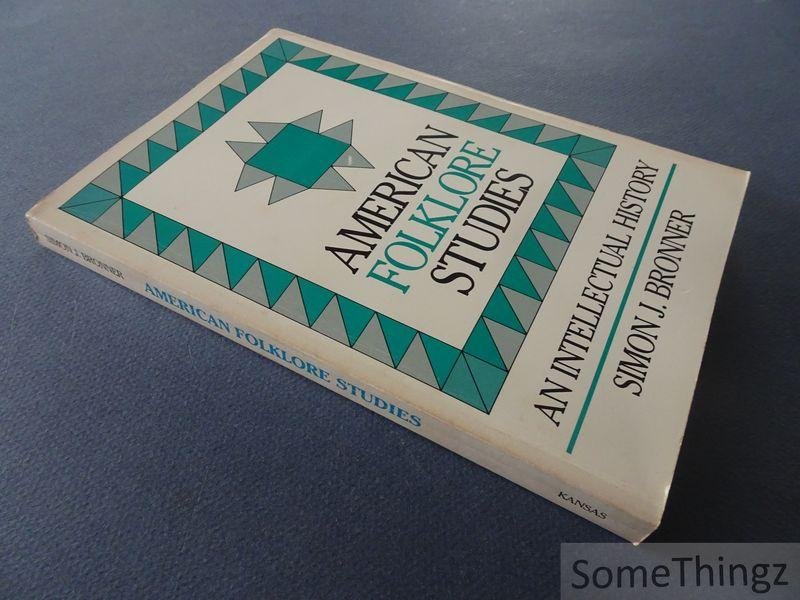 AMERICAN
FOLKLORE
STUDIES
AN INTELLECTUAL HISTORY
SIMON J. BRONNER
SIMON J. BRONNER
AMERICAN FOLKLORE STUDIES
KANSAS
SomeThingz